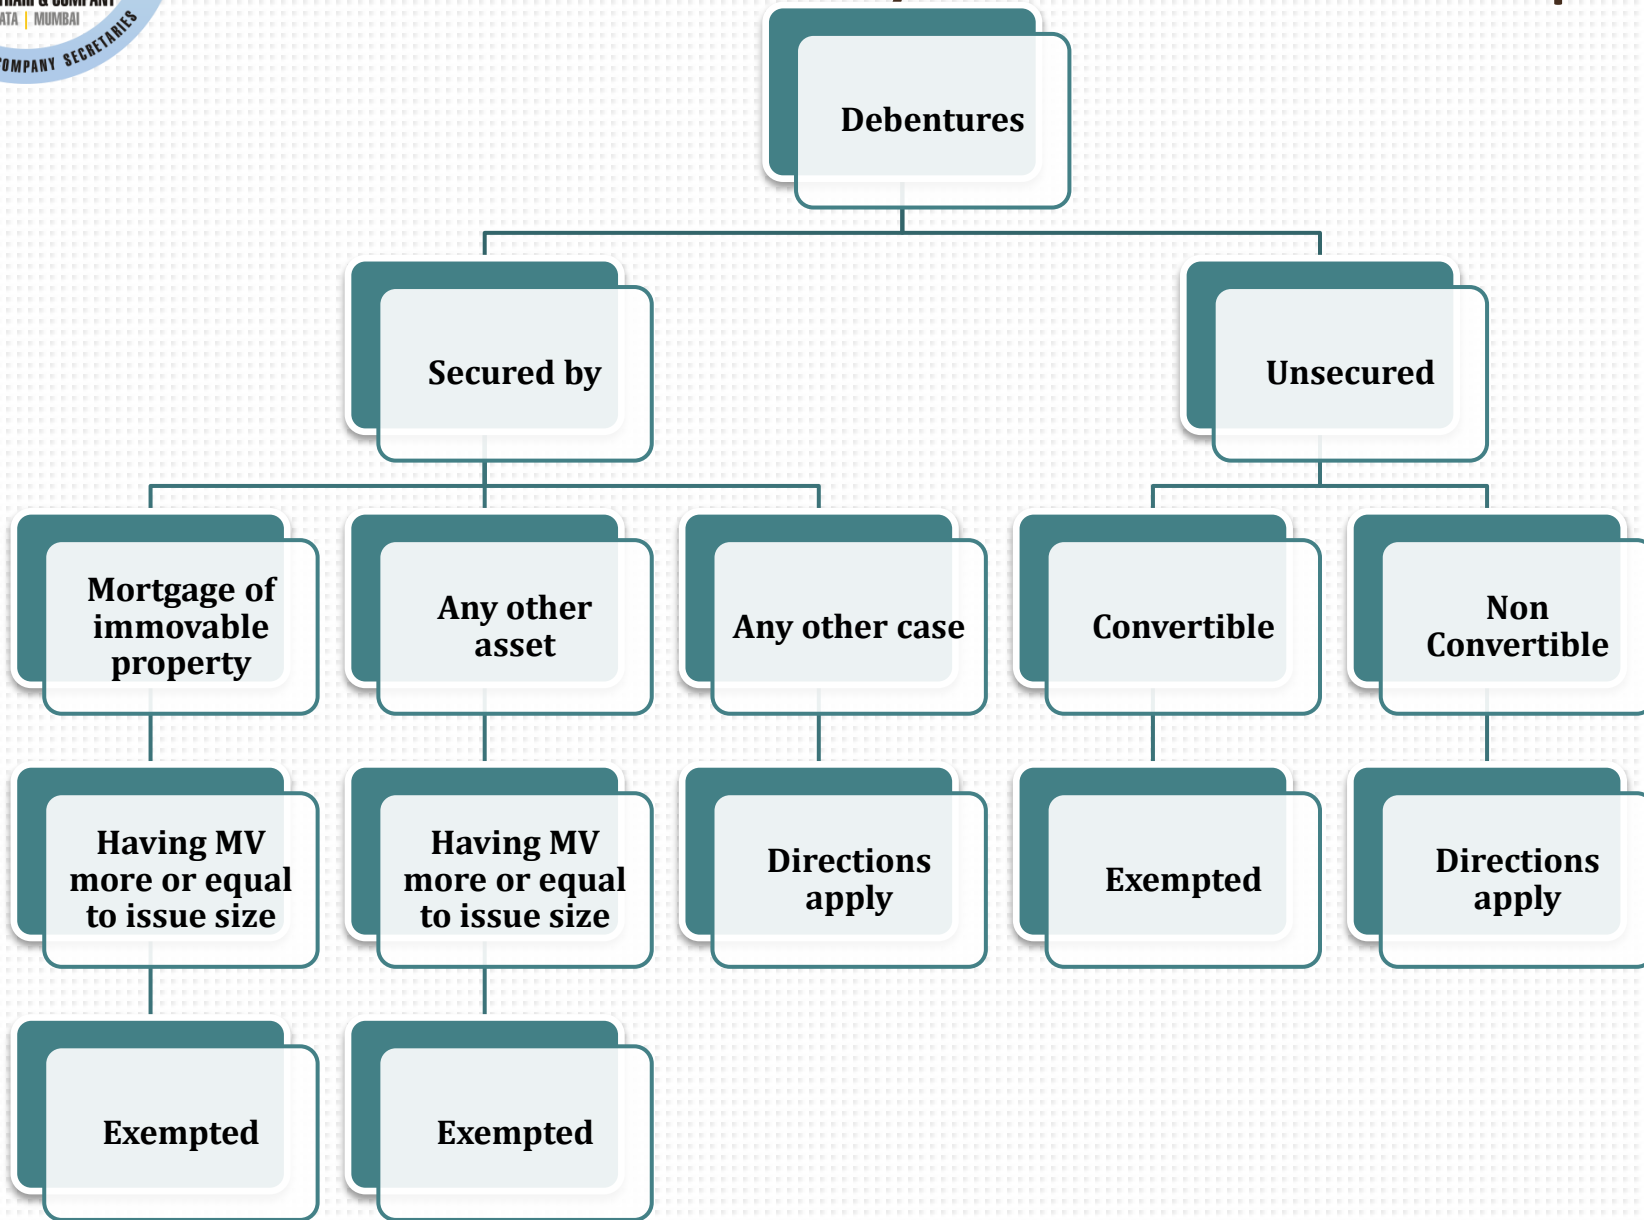 ATA | MUMBAI
COMPANY SECRETARIES
Debentures
Secured by
Unsecured
Mortgage of
immovable
property
Any other
asset
Any other case
Convertible
Non
Convertible
Having MV
more or equal
to issue size
Having MV
more or equal
to issue size
Directions
apply
Exempted
Directions
apply
Exempted
Exempted